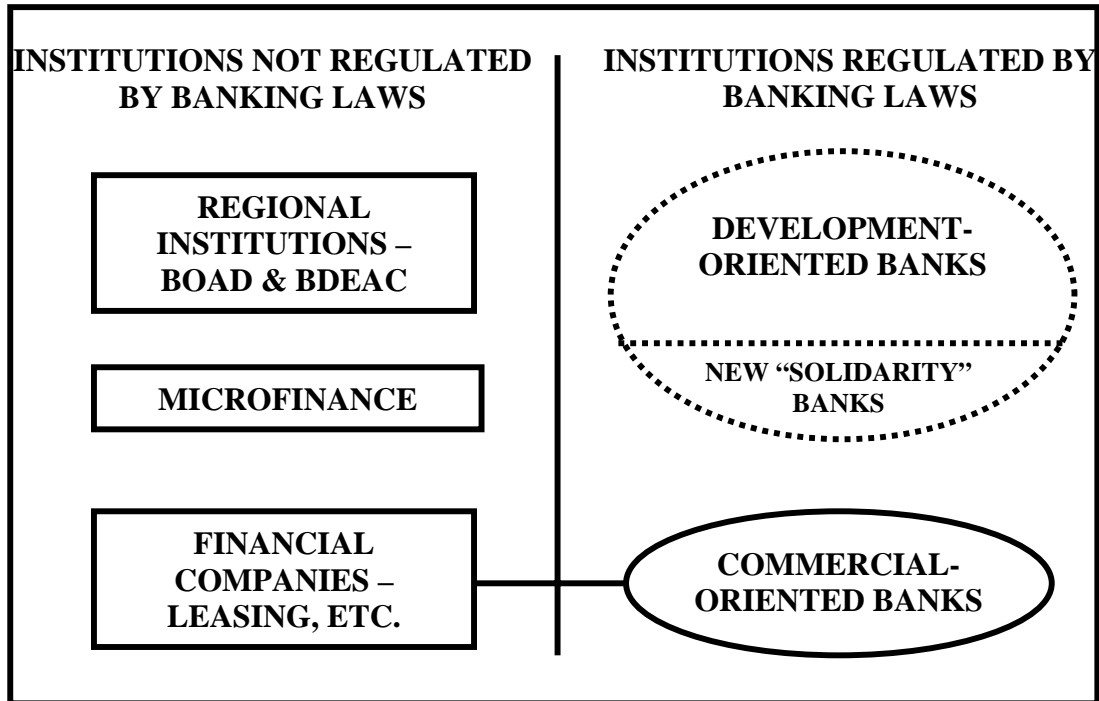 INSTITUTIONS NOT REGULATED
BY BANKING LAWS
INSTITUTIONS REGULATED BY
BANKING LAWS
REGIONAL
INSTITUTIONS –
BOAD & BDEAC
MICROFINANCE
FINANCIAL
COMPANIES –
LEASING, ETC.
DEVELOPMENT-
ORIENTED BANKS
NEW “SOLIDARITY”
BANKS
COMMERCIAL-
ORIENTED BANKS